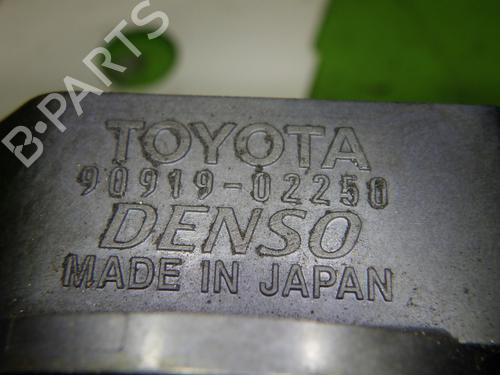 B-PARTS
TOYOTA
90919-02250
DENSO
MADE IN JAPAN